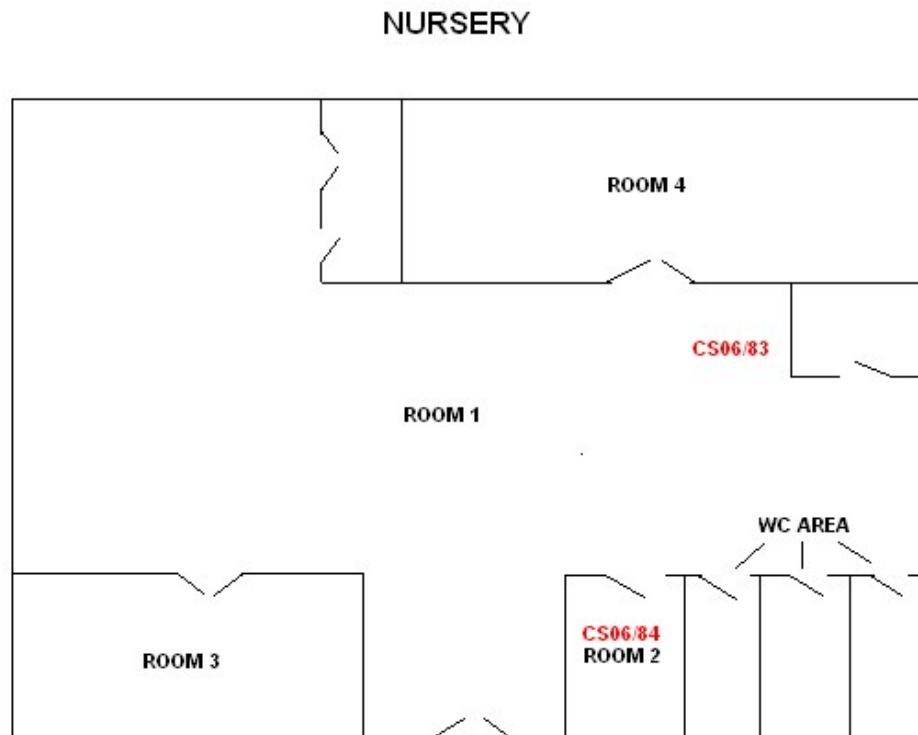 NURSERY
ROOM 4
CS06/83
ROOM 1
WC AREA
CS06/84
ROOM 2
ROOM 3